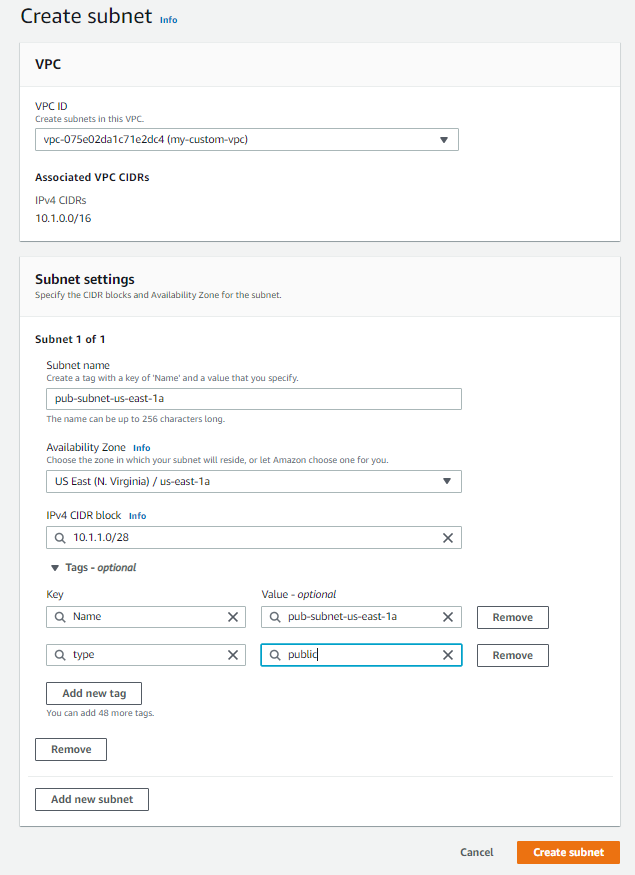 Create subnet Info
VPC
VPC ID
Create subnets in this VPC.
vpc-075e02da1c71e2dc4 (my-custom-vpc)
Associated VPC CIDRs
IPv4 CIDRs
10.1.0.0/16
Subnet settings
Specify the CIDR blocks and Availability Zone for the subnet.
Subnet 1 of 1
Subnet name
Create a tag with a key of 'Name' and a value that you specify.
pub-subnet-us-east-1a
The name can be up to 256 characters long.
Availability Zone Info
Choose the zone in which your subnet will reside, or let Amazon choose one for you.
US East (N. Virginia) / us-east-1a
IPv4 CIDR block Info
10.1.1.0/28
Tags - optional
Key Value - optional
Name pub-subnet-us-east-1a Remove
type public Remove
Add new tag
You can add 48 more tags.
Remove
Add new subnet
Cancel Create subnet